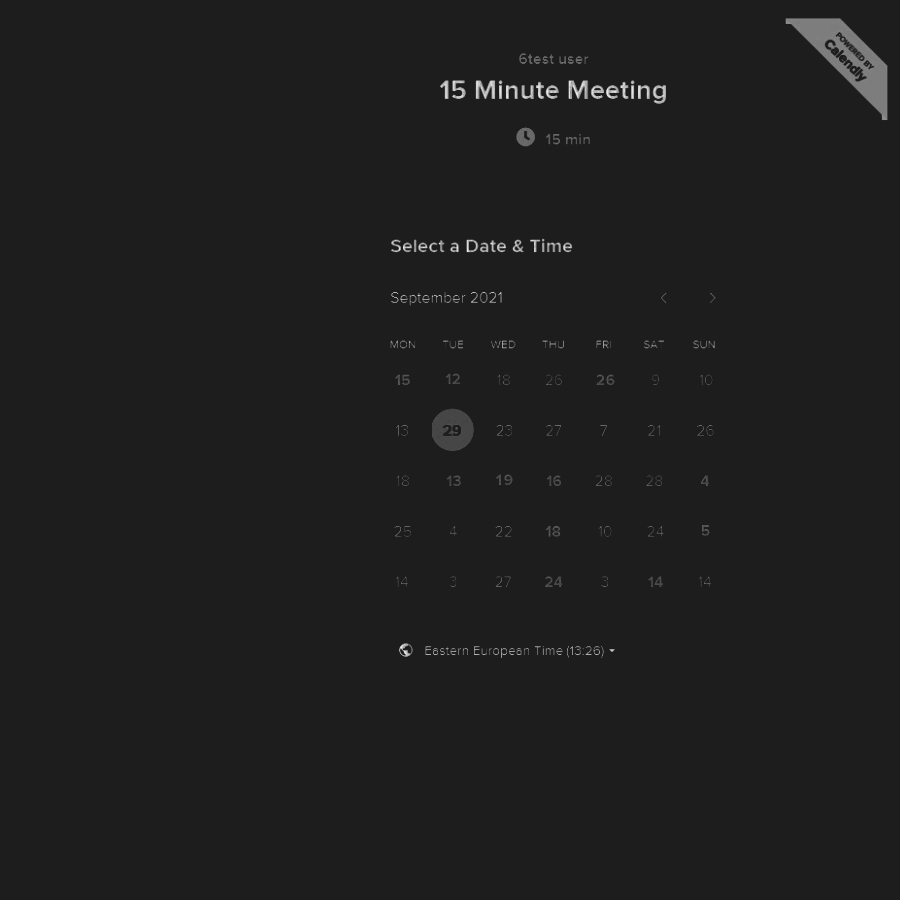 POWERED BY
Calendly
6test user
15 Minute Meeting
15 min
Select a Date & Time
September 2021
MON TUE WED THU FRI SAT SUN
15 12 18 26 26 9 10
13 29 23 27 7 21 26
18 13 19 16 28 28 4
25 4 22 18 10 24 5
14 3 27 24 3 14 14
Eastern European Time (13:26)